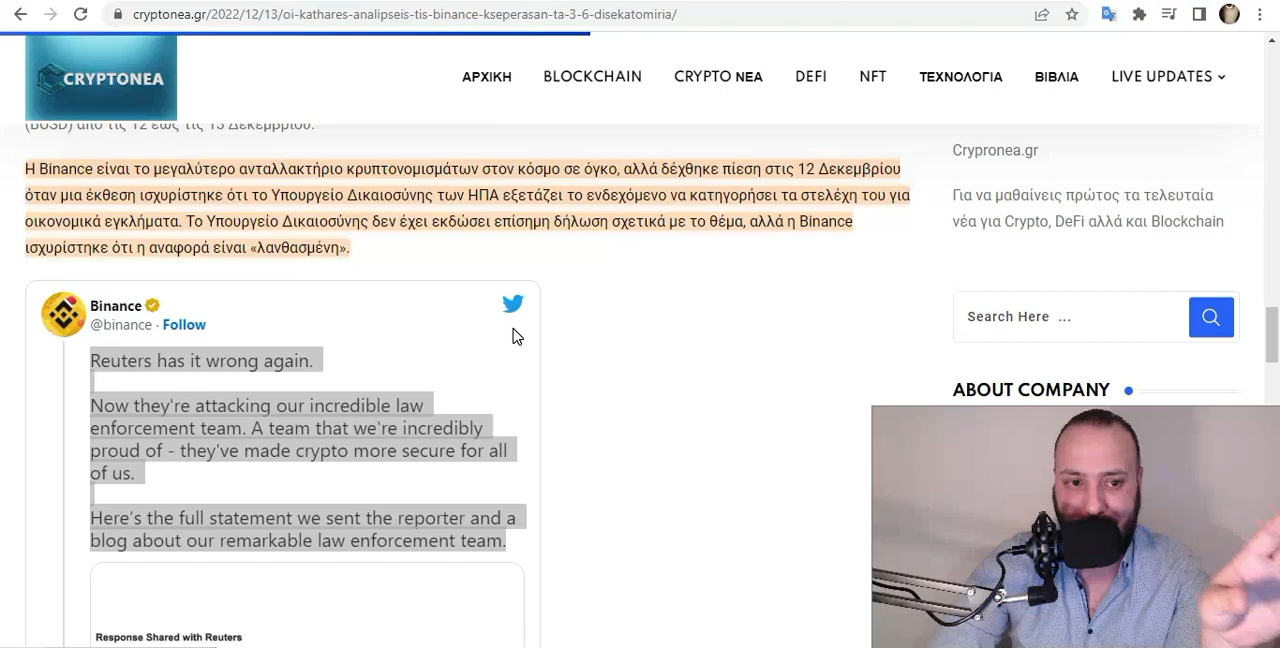 cryptonea.gr/2022/12/13/oi-kathares-analipseis-tis-binance-kseperasan-ta-3-6-disekatomiria/
CRYPTONEA
ΑΡΧΙΚΗ BLOCKCHAIN CRYPTO ΝΕΑ DEFI NFT ΤΕΧΝΟΛΟΓΙΑ ΒΙΒΛΙΑ LIVE UPDATES
(BUSD) από τις 12 έως τις 13 Δεκεμβρίου.
Η Binance είναι το μεγαλύτερο ανταλλακτήριο κρυπτονομισμάτων στον κόσμο σε όγκο, αλλά δέχθηκε πίεση στις 12 Δεκεμβρίου
όταν μια έκθεση ισχυρίστηκε ότι το Υπουργείο Δικαιοσύνης των ΗΠΑ εξετάζει το ενδεχόμενο να κατηγορήσει τα στελέχη του για
οικονομικά εγκλήματα. Το Υπουργείο Δικαιοσύνης δεν έχει εκδώσει επίσημη δήλωση σχετικά με το θέμα, αλλά η Binance
ισχυρίστηκε ότι η αναφορά είναι «λανθασμένη».
Binance
@binance · Follow
Reuters has it wrong again.
Now they're attacking our incredible law
enforcement team. A team that we're incredibly
proud of - they've made crypto more secure for all
of us.
Here's the full statement we sent the reporter and a
blog about our remarkable law enforcement team.
Response Shared with Reuters
Crypronea.gr
Για να μαθαίνεις πρώτος τα τελευταία
νέα για Crypto, DeFi αλλά και Blockchain
Search Here ...
ABOUT COMPANY